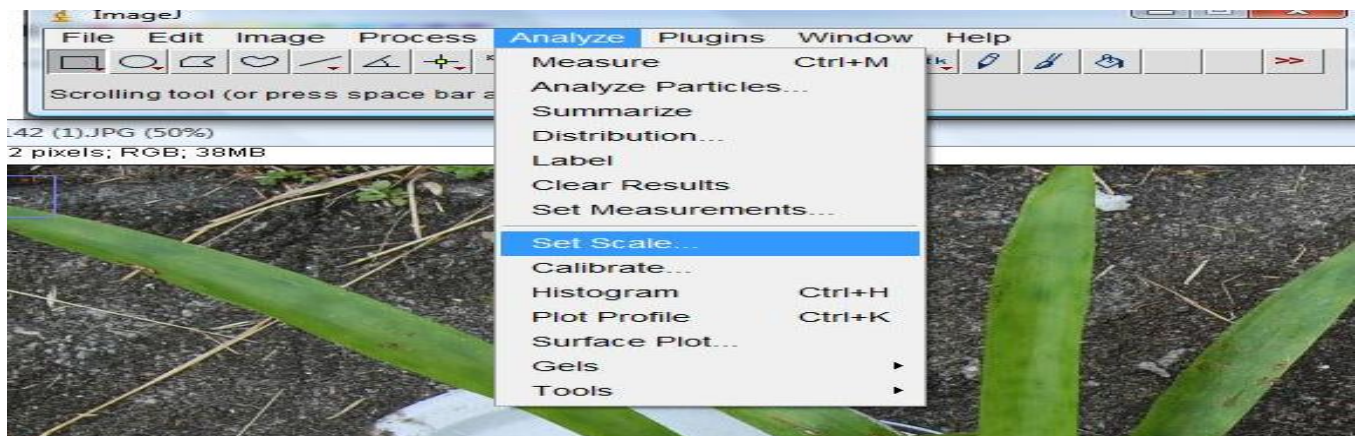 ImageJ
File Edit Image Process Analyze Plugins Window Help
Scrolling tool (or press space bar a
Measure Ctrl+M
Analyze Particles...
Summarize
Distribution...
Label
Clear Results
Set Measurements...
Set Scale...
Calibrate...
Histogram Ctrl+H
Plot Profile Ctrl+K
Surface Plot...
Gels
Tools
>>
142 (1).JPG (50%)
2 pixels; RGB; 38MB